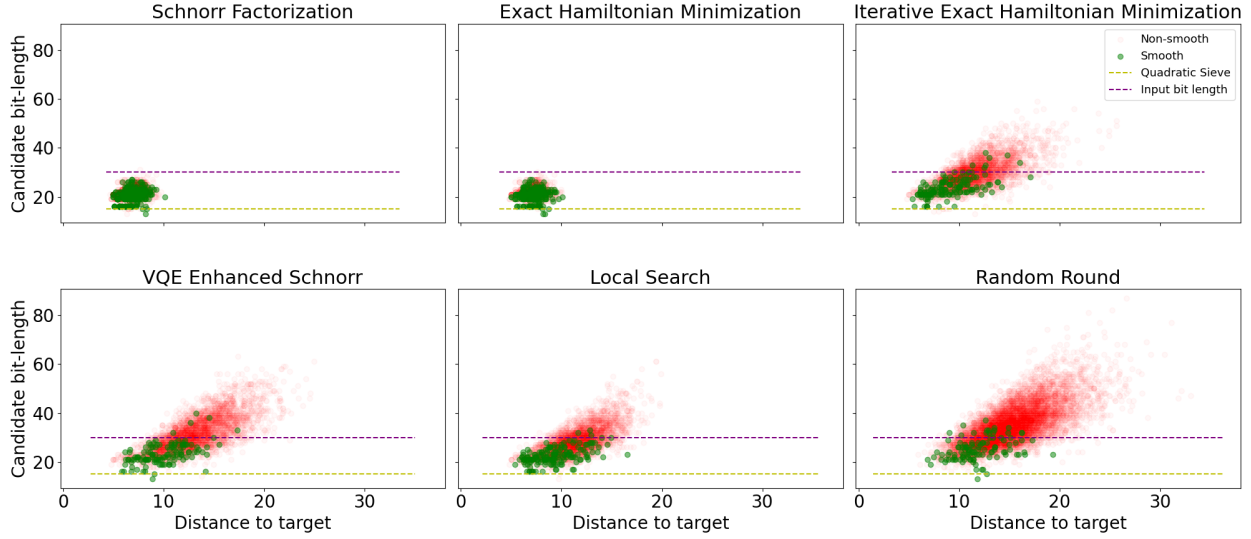 Schnorr Factorization
Exact Hamiltonian Minimization
Iterative Exact Hamiltonian Minimization
Candidate bit-length
80
60
40
20
Non-smooth
Smooth
Quadratic Sieve
Input bit length
VQE Enhanced Schnorr
Local Search
Random Round
Candidate bit-length
80
60
40
20
0 10 20 30
0 10 20 30
10 20 30
Distance to target
Distance to target
Distance to target